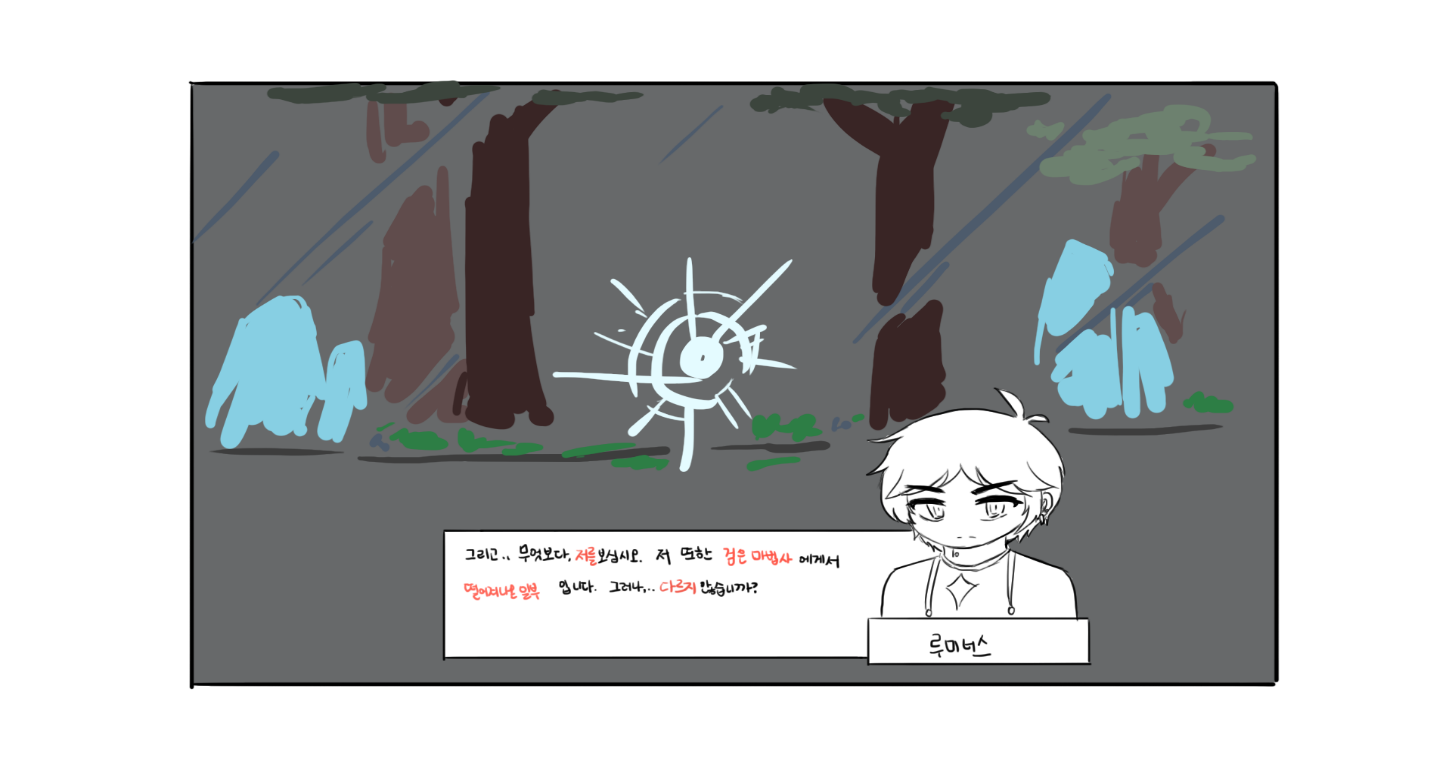 그리고.. 무엇보다, 저를 보십시오. 저 또한 검은 마법사 에게서
떨어져나온 일부 입니다. 그러나,.. 다르지 않습니까?
루미너스